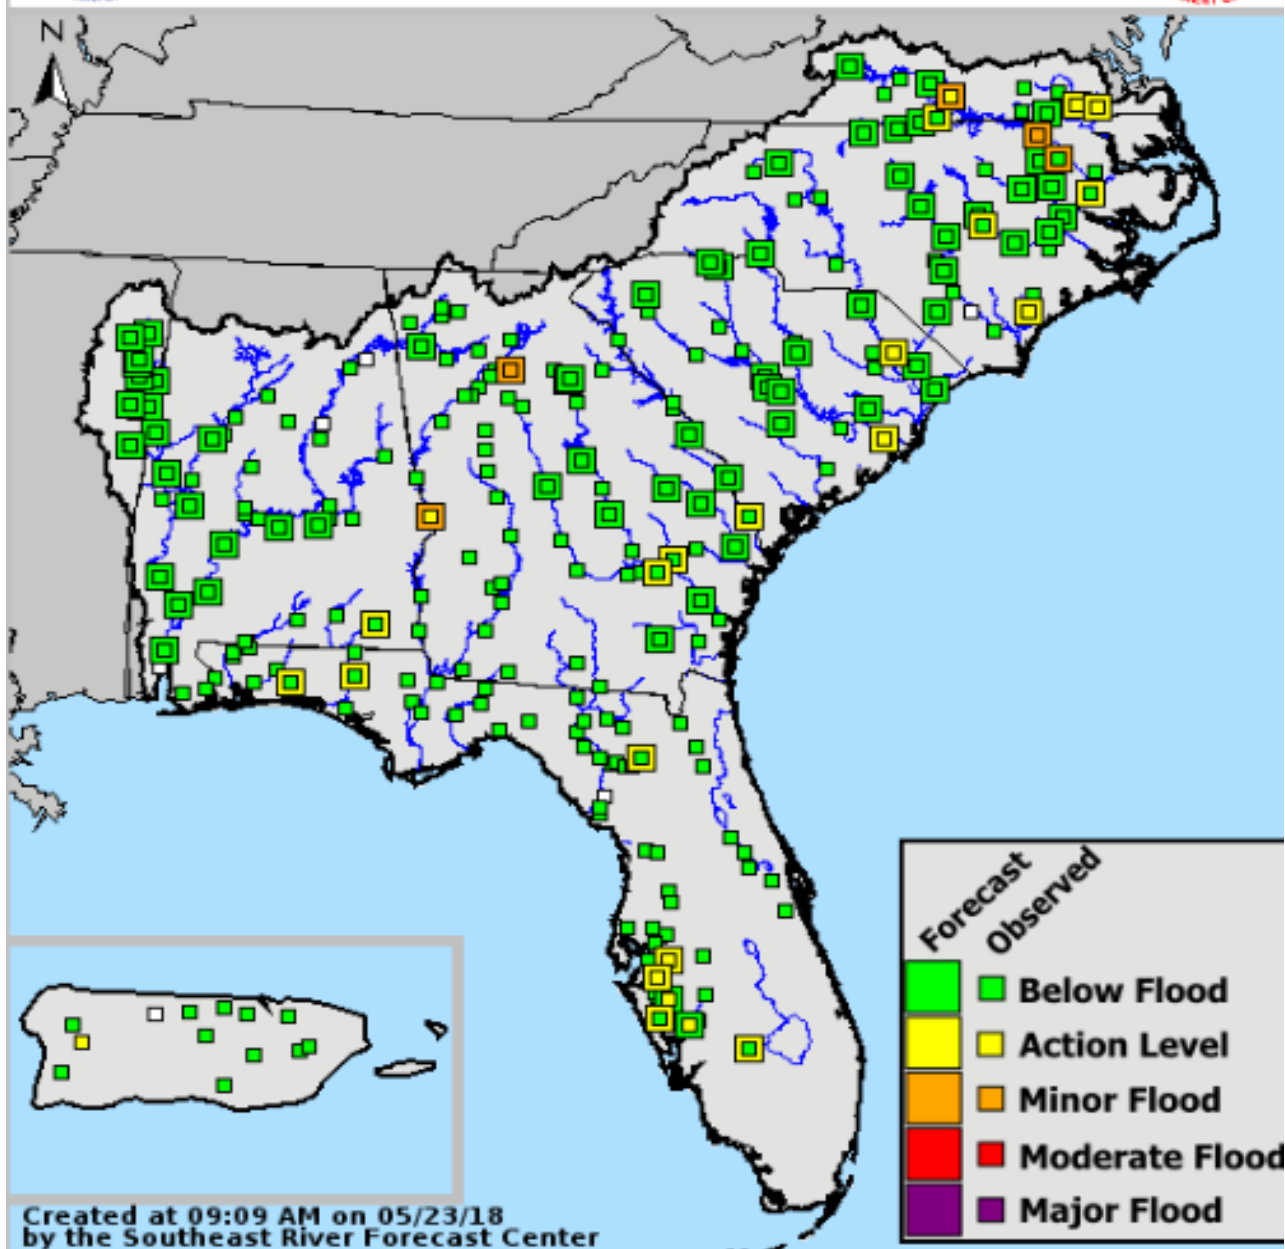 N
Forecast
Observed
Below Flood
Action Level
Minor Flood
Moderate Flood
Major Flood
Created at 09:09 AM on 05/23/18
by the Southeast River Forecast Center